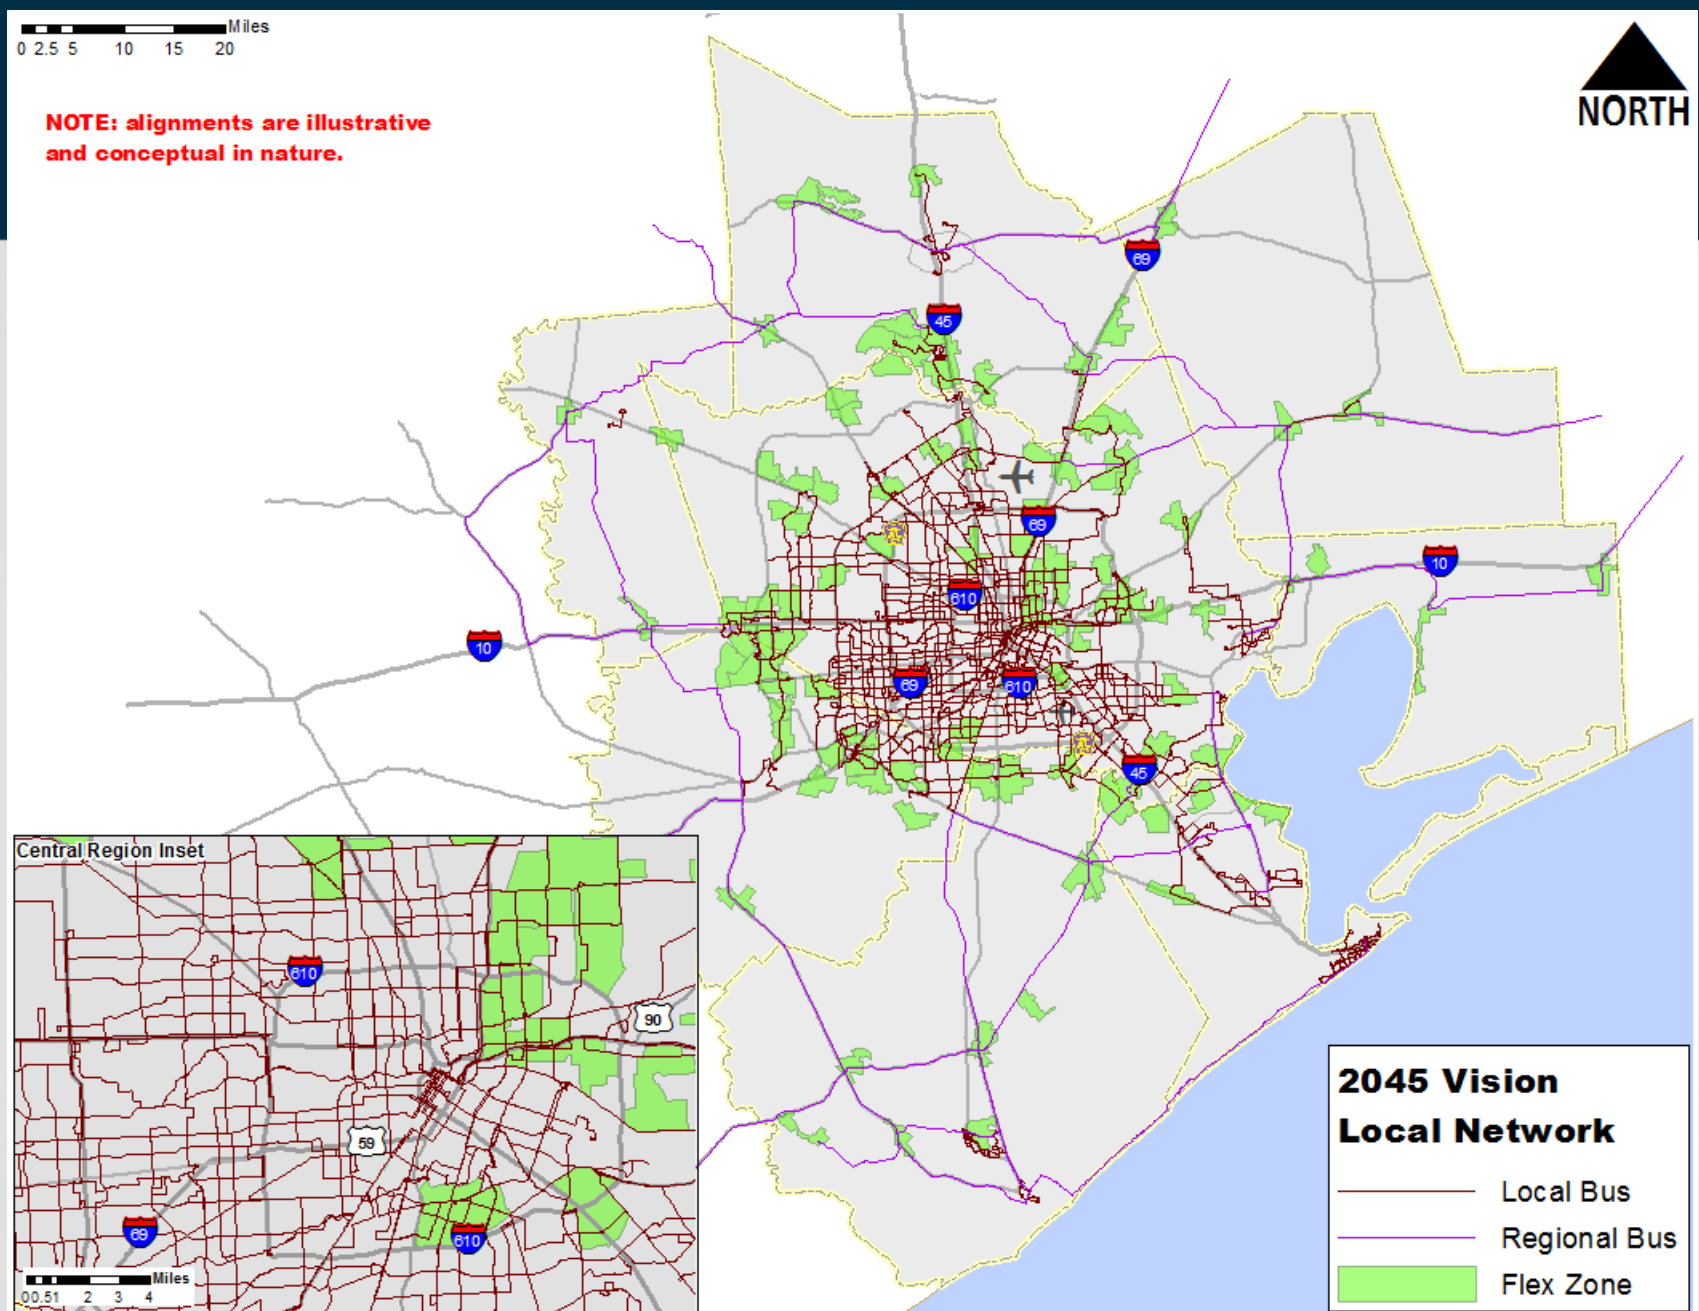 Miles
0 2.5 5 10 15 20
NOTE: alignments are illustrative
and conceptual in nature.
NORTH
69
45
69
10
610
10
69
610
45
Central Region Inset
610
90
59
69
610
Miles
0 0.5 1 2 3 4
2045 Vision
Local Network
Local Bus
Regional Bus
Flex Zone